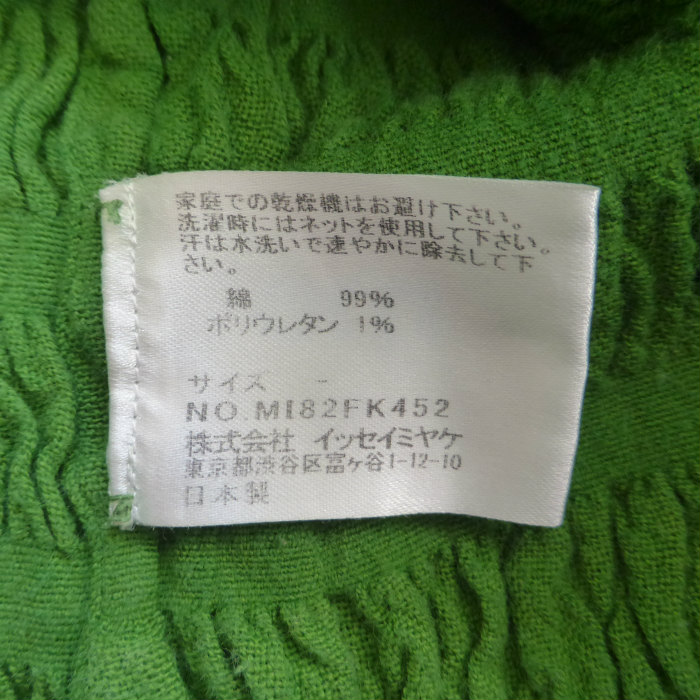 家庭での乾燥機はお避け下さい。
洗濯時にはネットを使用して下さい。
汗は水洗いで速やかに除去して下
さい。
綿 99%
ポリウレタン 1%
サイズ -
NO.MI82FK452
株式会社 イッセイミヤケ
東京都渋谷区富ヶ谷1-12-10
日本製